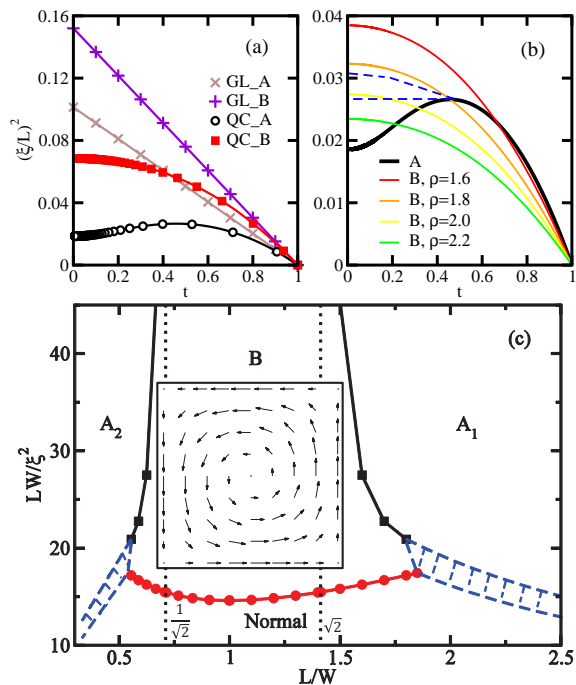 (a)
(ξ/L)²
0.16
0.12
0.08
0.04
0
GL_A
GL_B
QC_A
QC_B
0 0.2 0.4 0.6 0.8 1
t
(b)
0.04
0.03
0.02
0.01
0
A
B, ρ=1.6
B, ρ=1.8
B, ρ=2.0
B, ρ=2.2
0 0.2 0.4 0.6 0.8 1
t
(c)
LW/ξ²
40
30
20
10
B
A₂
A₁
1/√2
√2
Normal
0.5 1 1.5 2 2.5
L/W